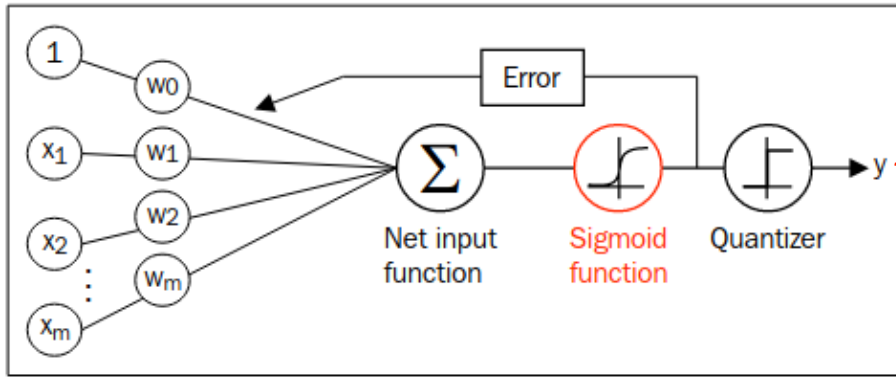 1
w0
Error
x1
w1
Σ
y
x2
w2
Net input
function
Sigmoid
function
Quantizer
wm
xm